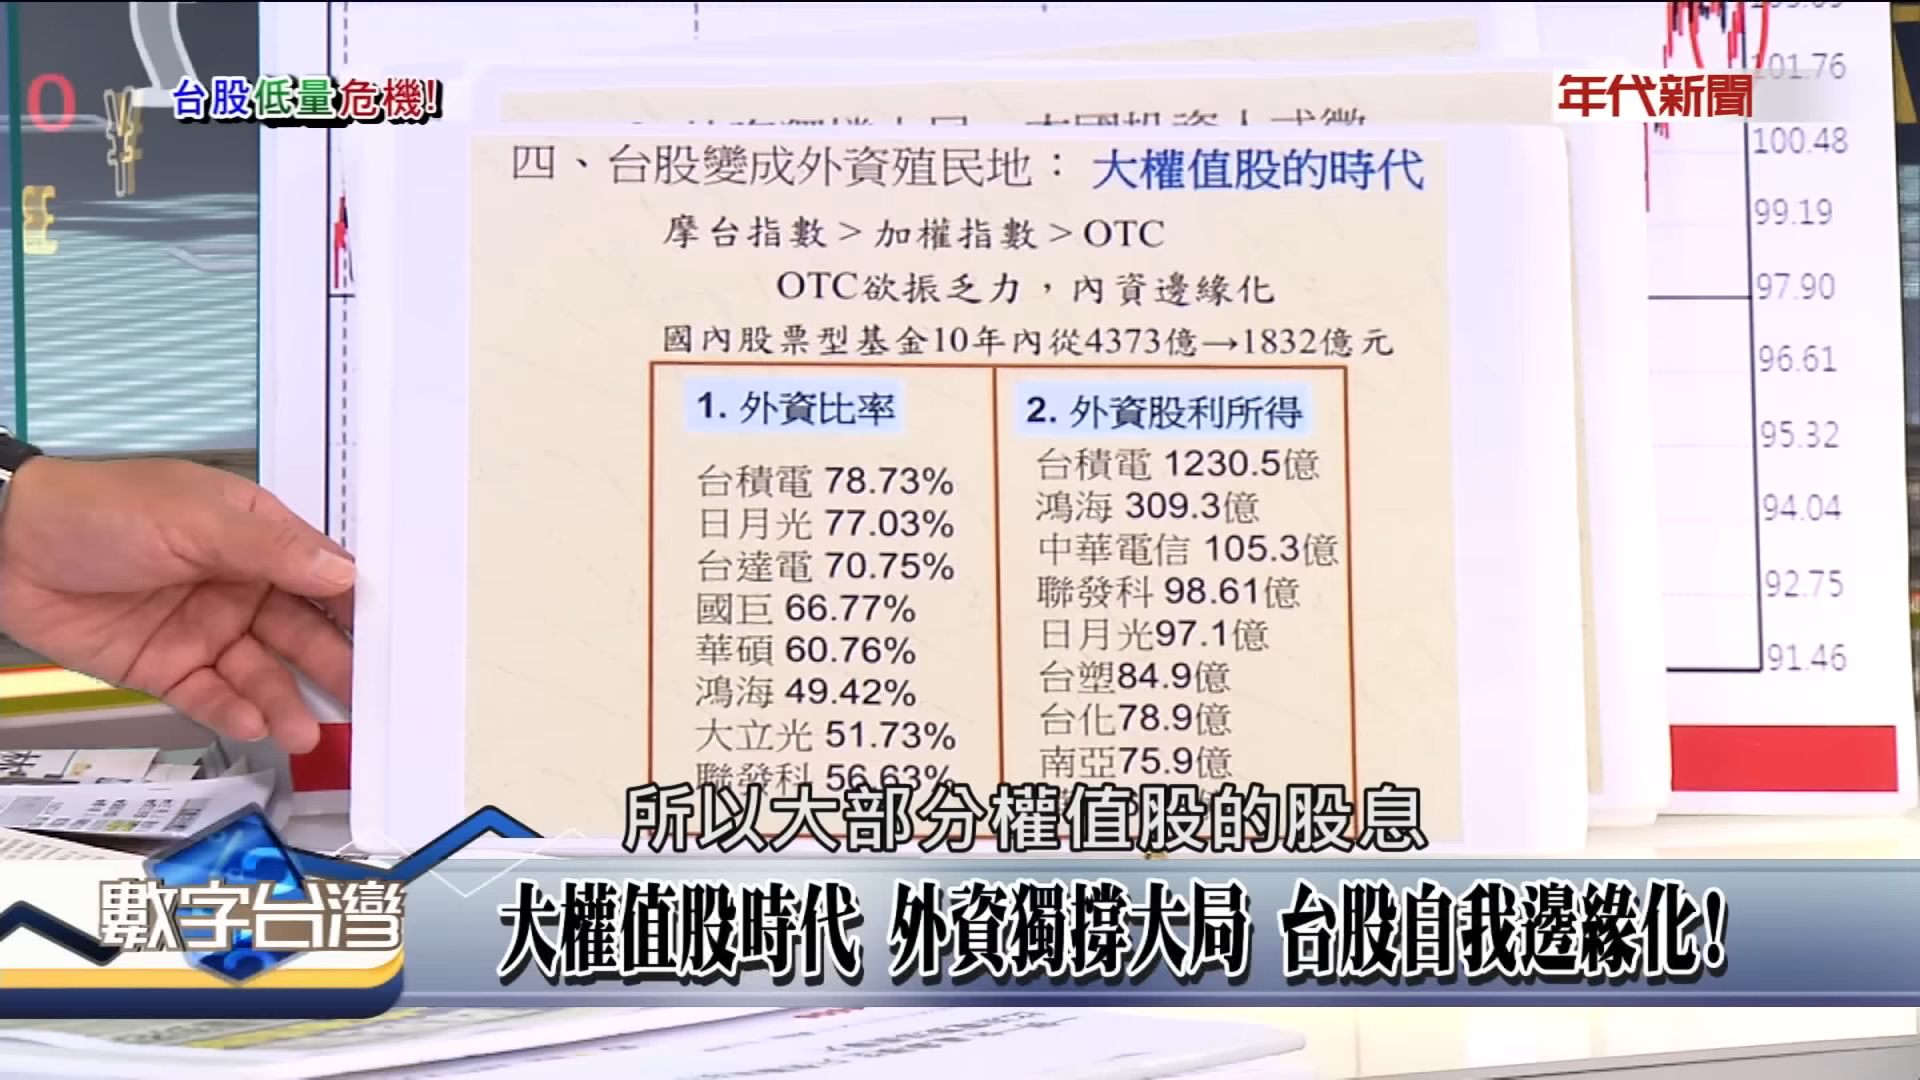 台股低量危機!
年代新聞
101.76
100.48
99.19
97.90
96.61
95.32
94.04
92.75
91.46
四、台股變成外資殖民地：大權值股的時代
摩台指數>加權指數>OTC
OTC欲振乏力，內資邊緣化
國內股票型基金10年內從4373億→1832億元
1. 外資比率
台積電 78.73%
日月光 77.03%
台達電 70.75%
國巨 66.77%
華碩 60.76%
鴻海 49.42%
大立光 51.73%
聯發科 56.63%
2. 外資股利所得
台積電 1230.5億
鴻海 309.3億
中華電信 105.3億
聯發科 98.61億
日月光97.1億
台塑84.9億
台化78.9億
南亞75.9億
所以大部分權值股的股息
數字台灣
大權值股時代 外資獨撐大局 台股自我邊緣化!